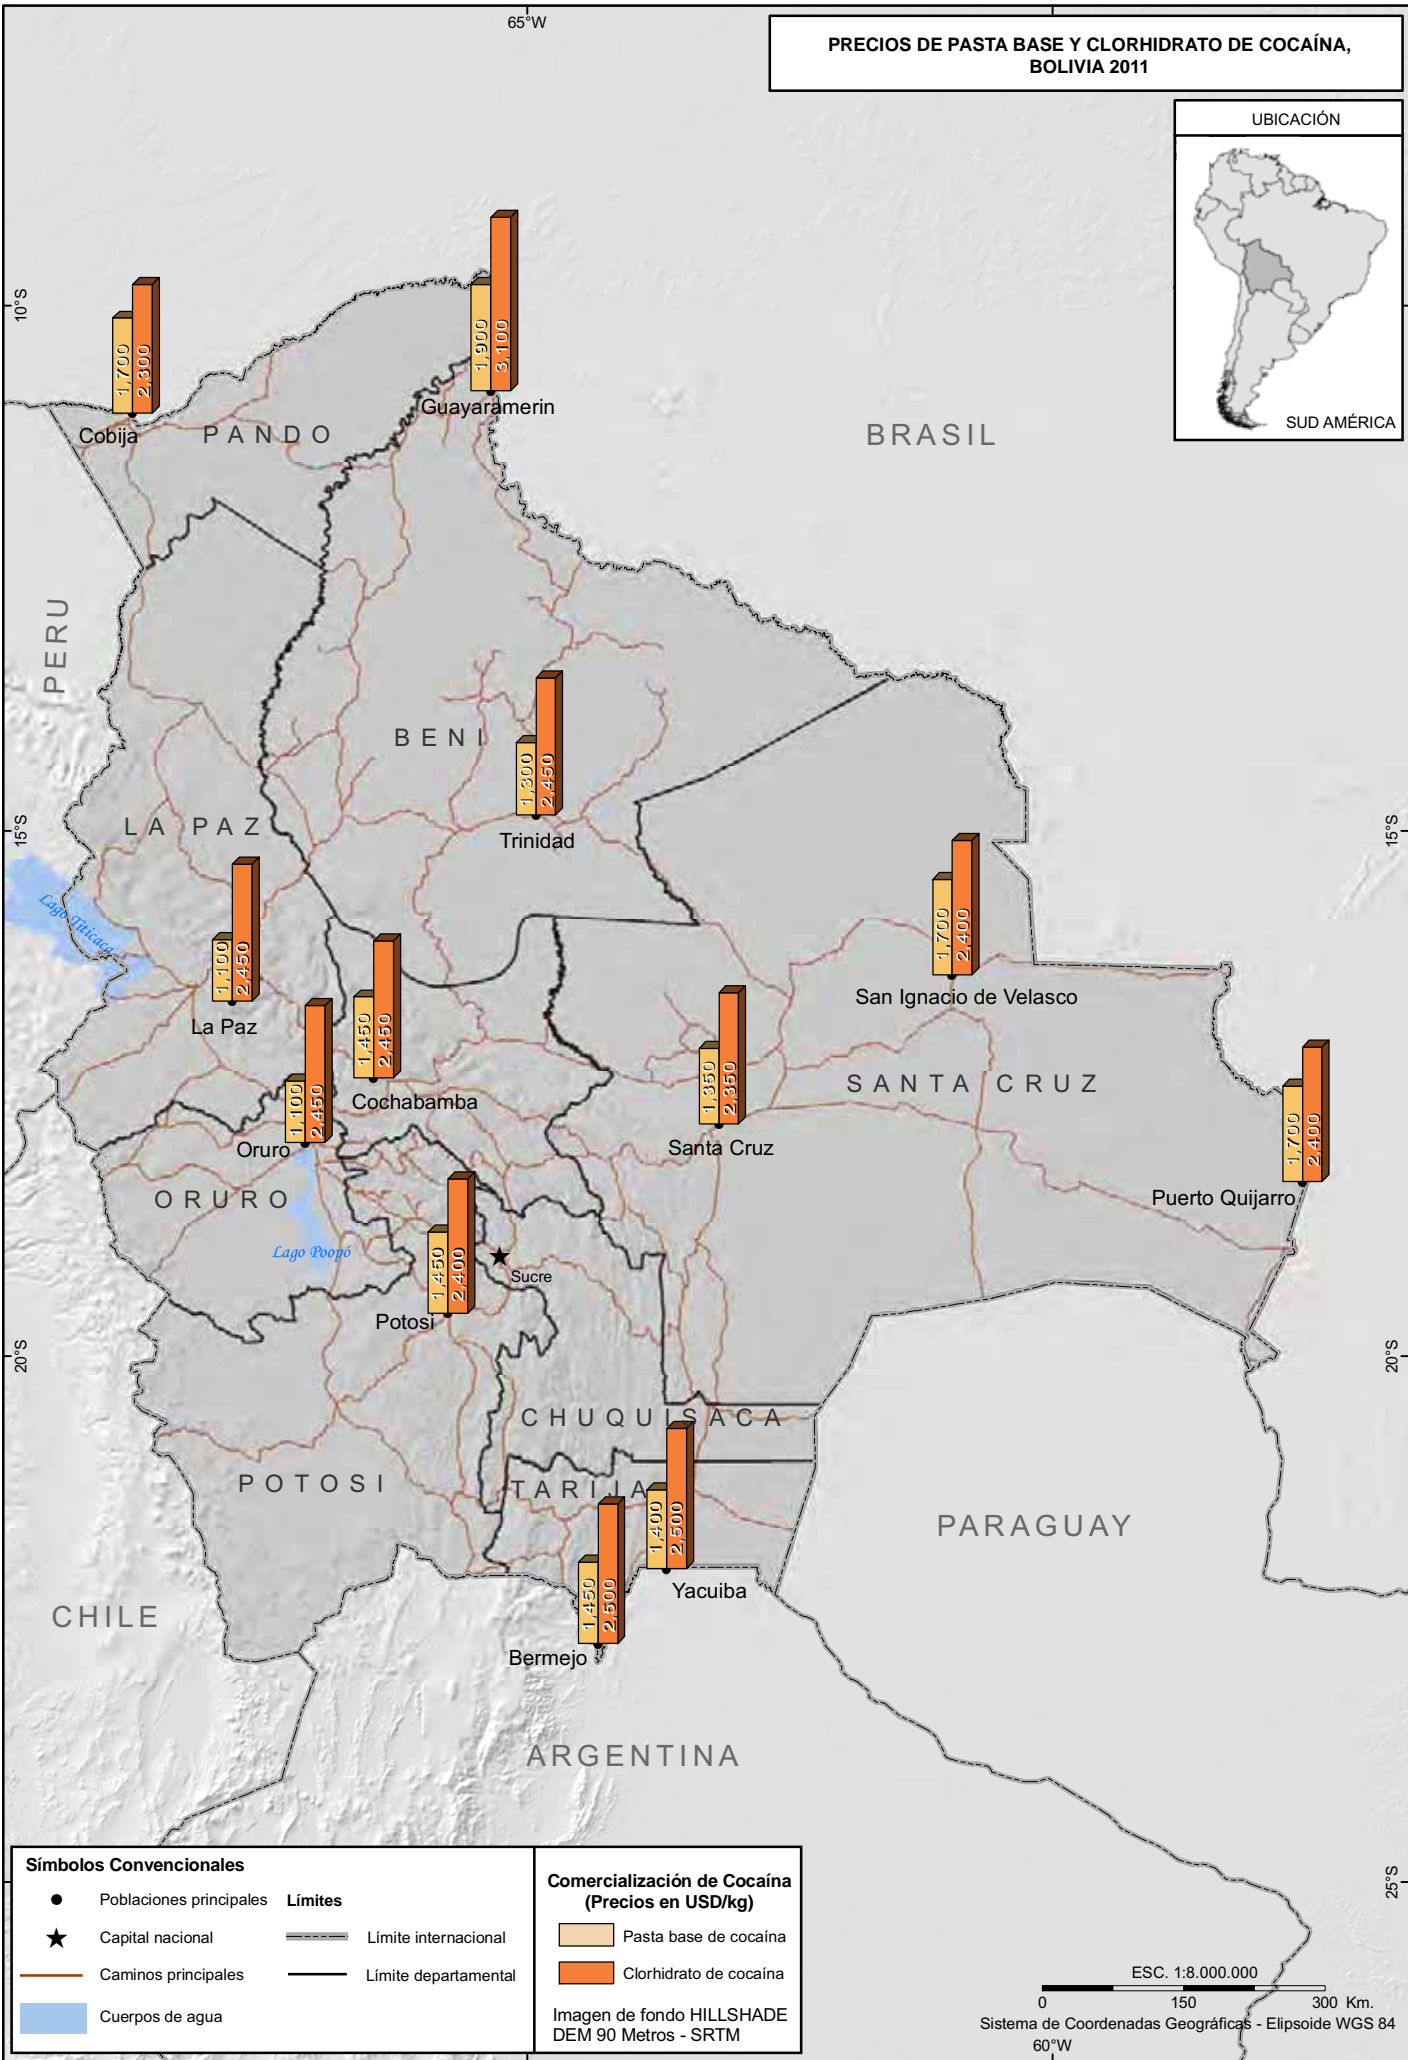 65°W
PRECIOS DE PASTA BASE Y CLORHIDRATO DE COCAÍNA,
BOLIVIA 2011
UBICACIÓN
SUD AMÉRICA
10°S
1,700
2,300
Cobija
PANDO
1,900
3,100
Guayaramerin
BRASIL
PERU
BENI
1,300
2,450
Trinidad
LA PAZ
15°S
15°S
Lago Titicaca
1,100
2,450
La Paz
1,700
2,400
San Ignacio de Velasco
1,450
2,450
Cochabamba
1,350
2,350
Santa Cruz
SANTA CRUZ
1,100
2,450
Oruro
1,700
2,400
Puerto Quijarro
ORURO
Lago Poopó
1,450
2,400
Potosi
Sucre
20°S
20°S
CHUQUISACA
POTOSI
TARIJA
1,400
2,500
Yacuiba
PARAGUAY
1,450
2,500
Bermejo
CHILE
ARGENTINA
25°S
Símbolos Convencionales
Poblaciones principales
Límites
Capital nacional
Límite internacional
Caminos principales
Límite departamental
Cuerpos de agua
Comercialización de Cocaína
(Precios en USD/kg)
Pasta base de cocaína
Clorhidrato de cocaína
Imagen de fondo HILLSHADE
DEM 90 Metros - SRTM
ESC. 1:8.000.000
0 150 300 Km.
Sistema de Coordenadas Geográficas - Elipsoide WGS 84
60°W